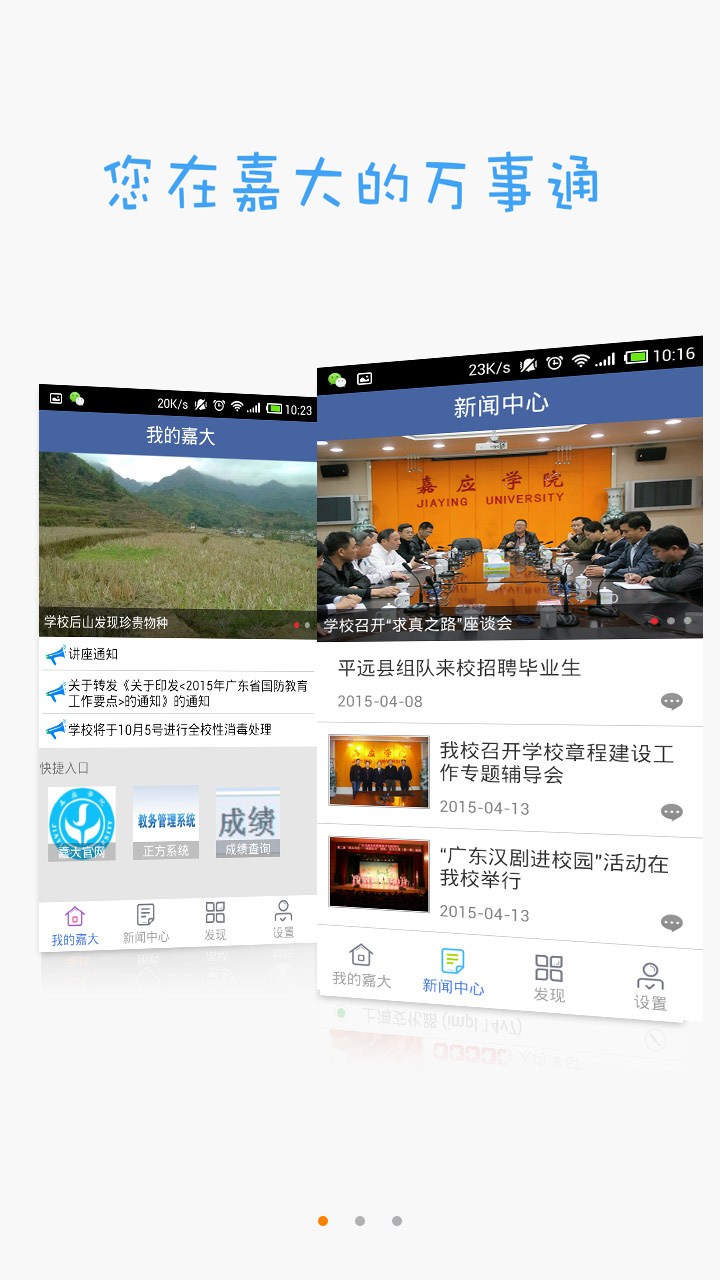 您在嘉大的万事通
20K/s
10:23
我的嘉大
学校后山发现珍贵物种
讲座通知
关于转发《关于印发<2015年广东省国防教育
工作要点>的通知》的通知
学校将于10月5号进行全校性消毒处理
快捷入口
嘉大官网
教务管理系统
正方系统
成绩
成绩查询
我的嘉大
新闻中心
发现
设置
23K/s
10:16
新闻中心
嘉应学院
JIAYING UNIVERSITY
学校召开“求真之路”座谈会
平远县组队来校招聘毕业生
2015-04-08
我校召开学校章程建设工
作专题辅导会
2015-04-13
“广东汉剧进校园”活动在
我校举行
2015-04-13
我的嘉大
新闻中心
发现
设置